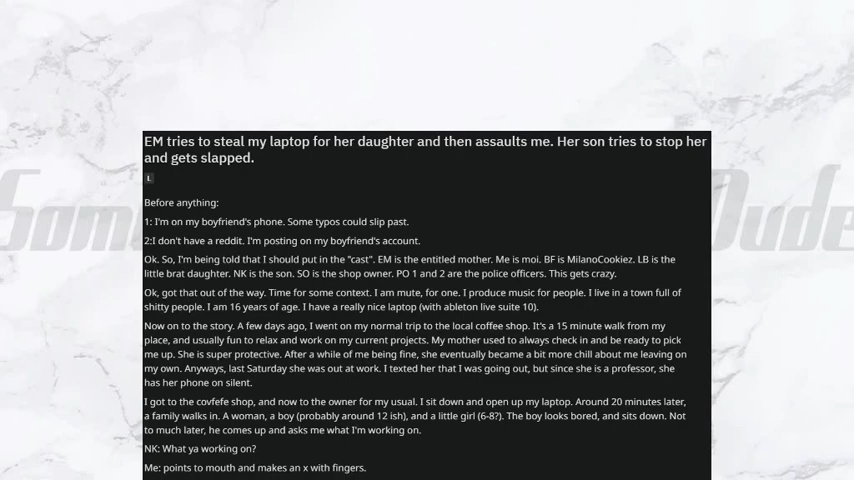 EM tries to steal my laptop for her daughter and then assaults me. Her son tries to stop her
and gets slapped.
L
Before anything:
1: I'm on my boyfriend's phone. Some typos could slip past.
2:I don't have a reddit. I'm posting on my boyfriend's account.
Ok. So, I'm being told that I should put in the "cast". EM is the entitled mother. Me is moi. BF is MilanoCookiez. LB is the
little brat daughter. NK is the son. SO is the shop owner. PO 1 and 2 are the police officers. This gets crazy.
Ok, got that out of the way. Time for some context. I am mute, for one. I produce music for people. I live in a town full of
shitty people. I am 16 years of age. I have a really nice laptop (with ableton live suite 10).
Now on to the story. A few days ago, I went on my normal trip to the local coffee shop. It's a 15 minute walk from my
place, and usually fun to relax and work on my current projects. My mother used to always check in and be ready to pick
me up. She is super protective. After a while of me being fine, she eventually became a bit more chill about me leaving on
my own. Anyways, last Saturday she was out at work. I texted her that I was going out, but since she is a professor, she
has her phone on silent.
I got to the covfefe shop, and now to the owner for my usual. I sit down and open up my laptop. Around 20 minutes later,
a family walks in. A woman, a boy (probably around 12 ish), and a little girl (6-8?). The boy looks bored, and sits down. Not
to much later, he comes up and asks me what I'm working on.
NK: What ya working on?
Me: points to mouth and makes an x with fingers.
Som
Dude